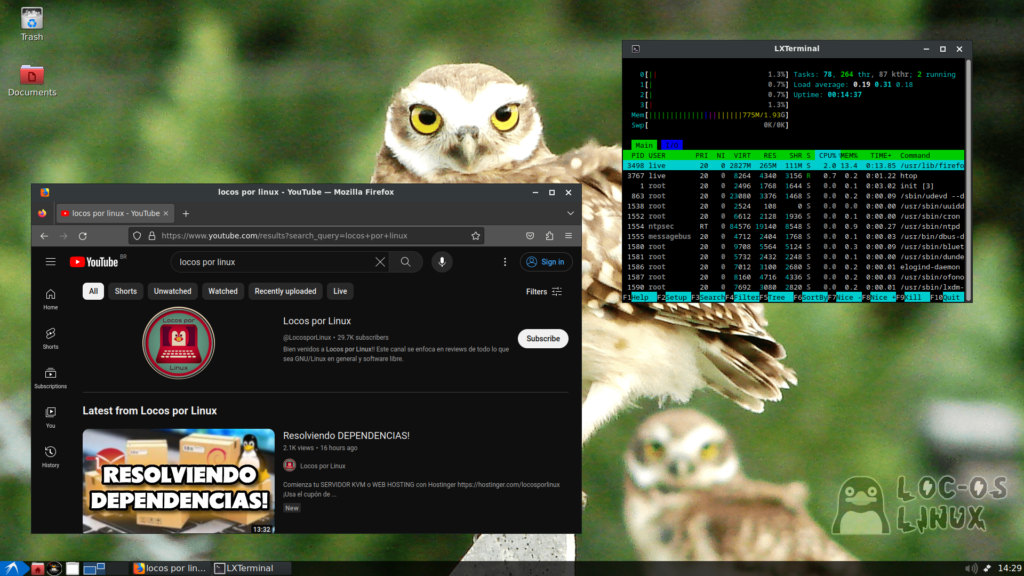 Trash
Documents
locos por linux - YouTube — Mozilla Firefox
locos por linux - YouTube
https://www.youtube.com/results?search_query=locos+por+linux
YouTube
locos por linux
Sign in
All
Shorts
Unwatched
Watched
Recently uploaded
Live
Filters
Home
Shorts
Subscriptions
You
History
Locos por
Linux
Locos por Linux
@LocosporLinux • 29.7K subscribers
Bien venidos a Locos por Linux!! Este canal se enfoca en reviews de todo lo que
sea GNU/Linux en general y software libre.
Subscribe
Latest from Locos por Linux
RESOLVIENDO
DEPENDENCIAS!
13:32
Resolviendo DEPENDENCIAS!
2.1K views • 16 hours ago
Locos por Linux
Comienza tu SERVIDOR KVM o WEB HOSTING con Hostinger https://hostinger.com/locosporlinux
¡Usa el cupón de ...
New
LXTerminal
0[|| 1.3%] Tasks: 78, 264 thr, 87 kthr; 2 running
1[| 0.7%] Load average: 0.19 0.31 0.18
2[| 0.7%] Uptime: 00:14:37
3[| 1.3%]
Mem[ 775M/1.93G]
Swp[ 0K/0K]
Main
PID USER PRI NI VIRT RES SHR S CPU% MEM% TIME+ Command
3498 live 20 0 2827M 265M 111M S 2.0 13.4 0:13.85 /usr/lib/firefo
3767 live 20 0 8264 4340 3156 R 0.7 0.2 0:01.22 htop
1 root 20 0 2496 1768 1644 S 0.0 0.1 0:03.02 init [3]
863 root 20 0 23080 3376 1468 S 0.0 0.2 0:00.09 /sbin/udevd --d
1538 root 20 0 2524 108 0 S 0.0 0.0 0:00.00 /usr/sbin/uuidd
1552 root 20 0 6612 2128 1936 S 0.0 0.1 0:00.00 /usr/sbin/cron
1554 ntpsec RT 0 84576 19140 8548 S 0.0 0.9 0:00.27 /usr/sbin/ntpd
1555 messagebus 20 0 4712 2404 1768 S 0.0 0.1 0:00.03 /usr/bin/dbus-d
1580 root 20 0 9708 5564 5124 S 0.0 0.3 0:00.09 /usr/sbin/bluet
1581 root 20 0 5732 2432 2248 S 0.0 0.1 0:00.00 /usr/sbin/dunde
1586 root 20 0 7012 3100 2680 S 0.0 0.2 0:00.01 elogind-daemon
1587 root 20 0 8160 4716 4336 S 0.0 0.2 0:00.03 /usr/sbin/ofono
1590 root 20 0 7692 3080 2820 S 0.0 0.2 0:00.01 /usr/sbin/lxdm-
F1Help F2Setup F3Search F4Filter F5Tree F6SortBy F7Nice - F8Nice + F9Kill F10Quit
LOC-OS
LINUX
locos por lin...
LXTerminal
14:29